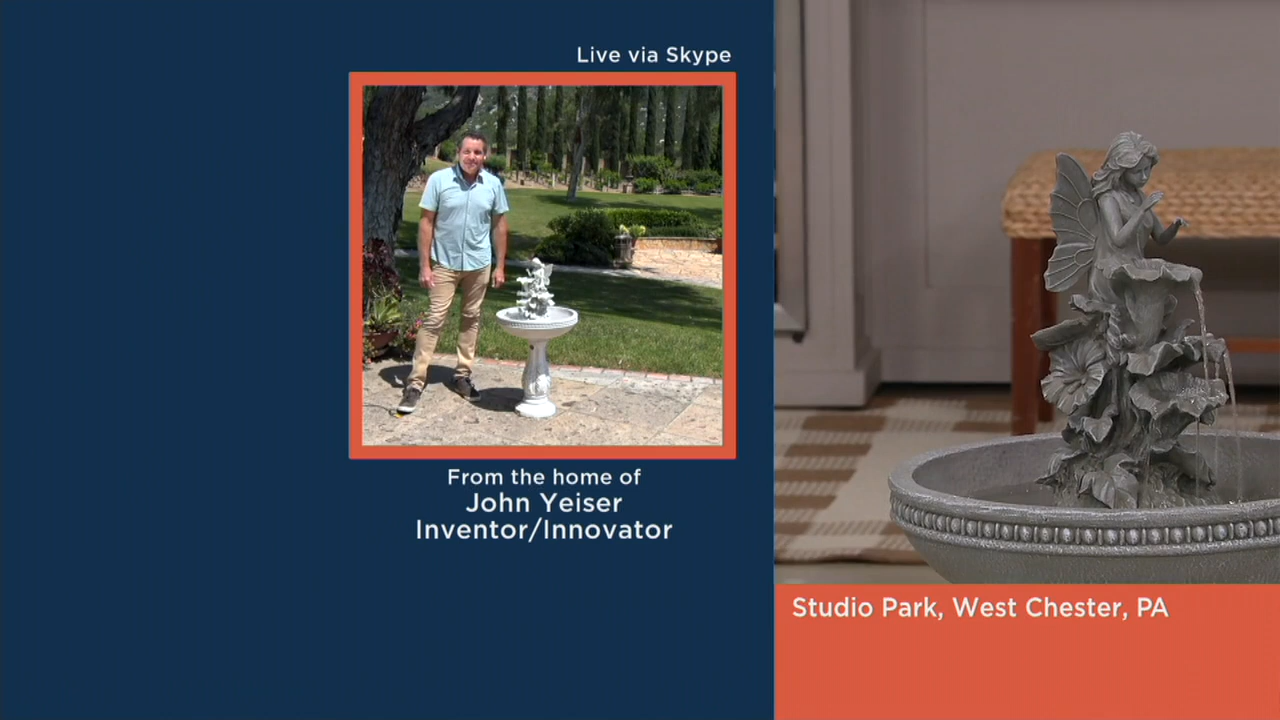 Live via Skype
From the home of
John Yeiser
Inventor/Innovator
Studio Park, West Chester, PA